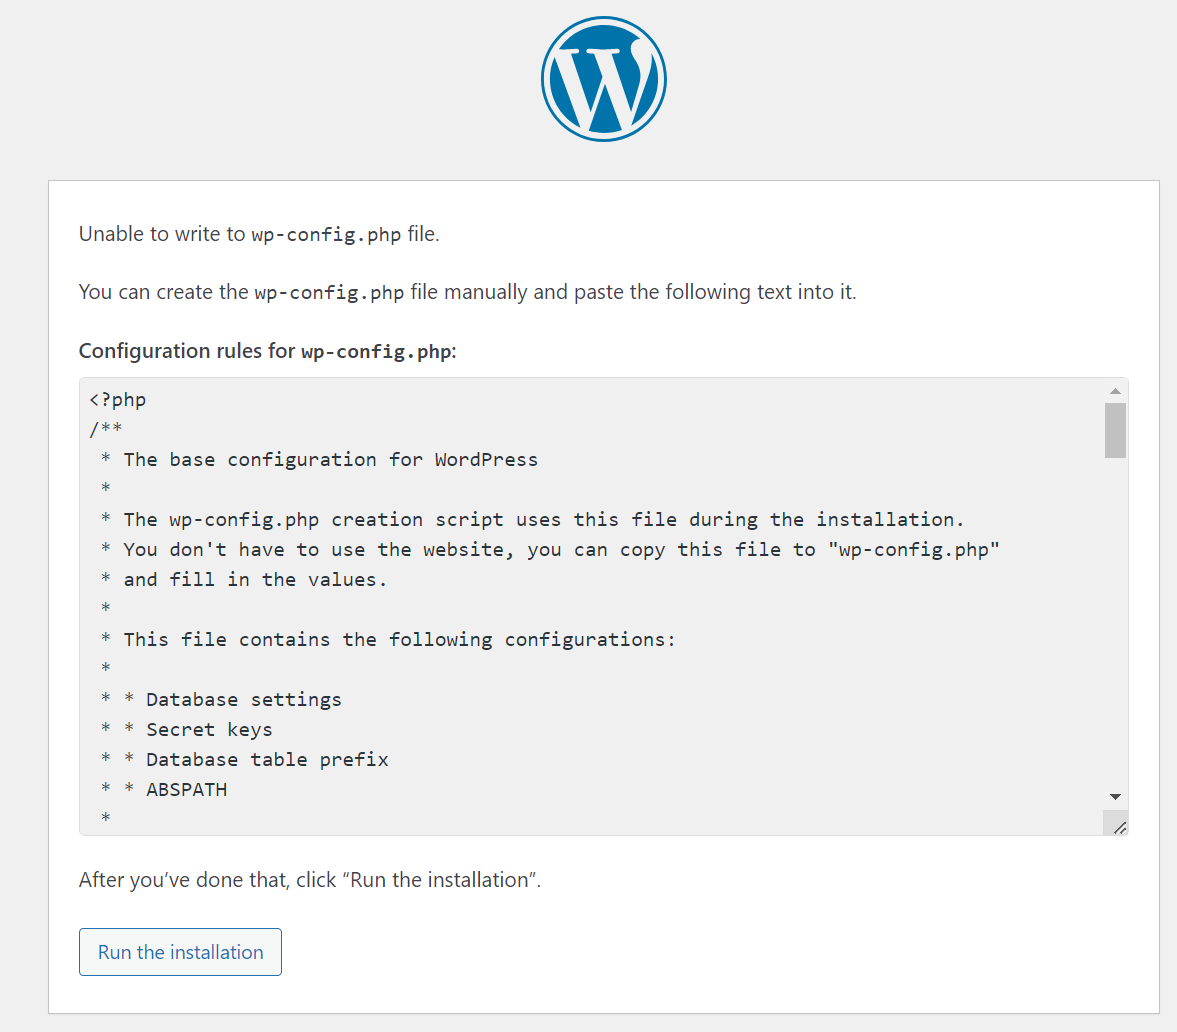 Unable to write to wp-config.php file.
You can create the wp-config.php file manually and paste the following text into it.
Configuration rules for wp-config.php:
<?php
/**
 * The base configuration for WordPress
 *
 * The wp-config.php creation script uses this file during the installation.
 * You don't have to use the website, you can copy this file to "wp-config.php"
 * and fill in the values.
 *
 * This file contains the following configurations:
 *
 * * Database settings
 * * Secret keys
 * * Database table prefix
 * * ABSPATH
 *
After you’ve done that, click “Run the installation”.
Run the installation